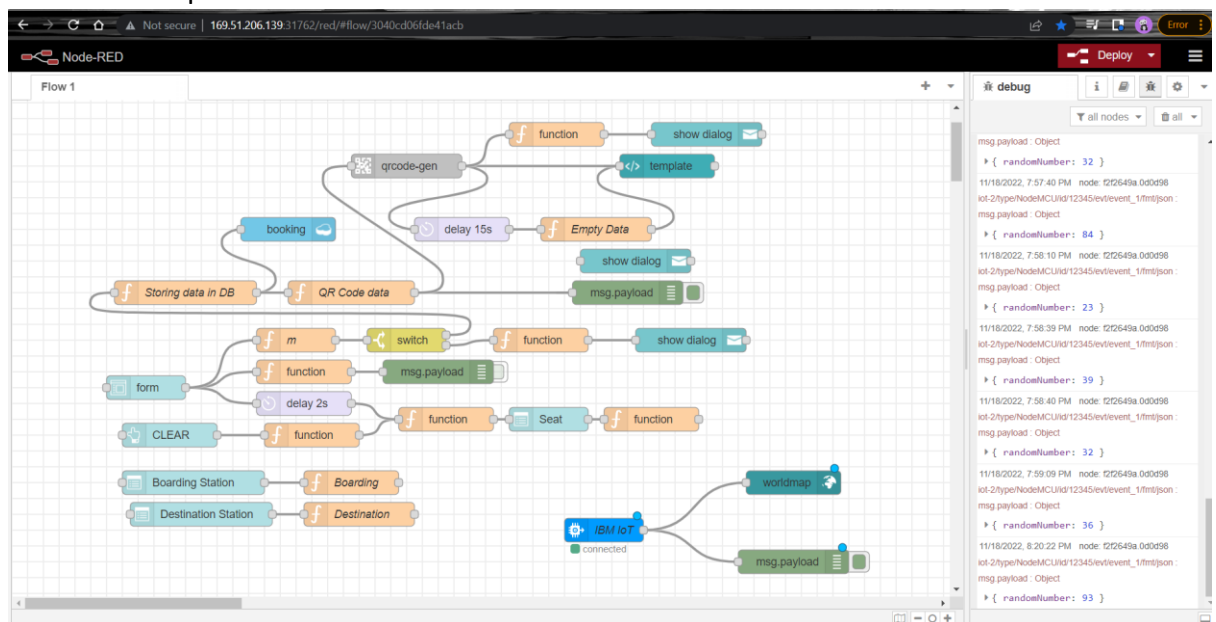 Not secure | 169.51.206.139:31762/red/#flow/3040cd06fde41acb
Error
Node-RED
Deploy
Flow 1
debug
all nodes
all
function
show dialog
qrcode-gen
</> template
booking
delay 15s
Empty Data
show dialog
Storing data in DB
QR Code data
msg.payload
m
switch
function
show dialog
function
msg.payload
form
delay 2s
function
Seat
function
CLEAR
function
Boarding Station
Boarding
worldmap
Destination Station
Destination
IBM IoT
connected
msg.payload
msg.payload : Object
{ randomNumber: 32 }
11/18/2022, 7:57:40 PM node: f2f2649a.0d0d98
iot-2/type/NodeMCU/id/12345/evt/event_1/fmt/json :
msg.payload : Object
{ randomNumber: 84 }
11/18/2022, 7:58:10 PM node: f2f2649a.0d0d98
iot-2/type/NodeMCU/id/12345/evt/event_1/fmt/json :
msg.payload : Object
{ randomNumber: 23 }
11/18/2022, 7:58:39 PM node: f2f2649a.0d0d98
iot-2/type/NodeMCU/id/12345/evt/event_1/fmt/json :
msg.payload : Object
{ randomNumber: 39 }
11/18/2022, 7:58:40 PM node: f2f2649a.0d0d98
iot-2/type/NodeMCU/id/12345/evt/event_1/fmt/json :
msg.payload : Object
{ randomNumber: 32 }
11/18/2022, 7:59:09 PM node: f2f2649a.0d0d98
iot-2/type/NodeMCU/id/12345/evt/event_1/fmt/json :
msg.payload : Object
{ randomNumber: 36 }
11/18/2022, 8:20:22 PM node: f2f2649a.0d0d98
iot-2/type/NodeMCU/id/12345/evt/event_1/fmt/json :
msg.payload : Object
{ randomNumber: 93 }